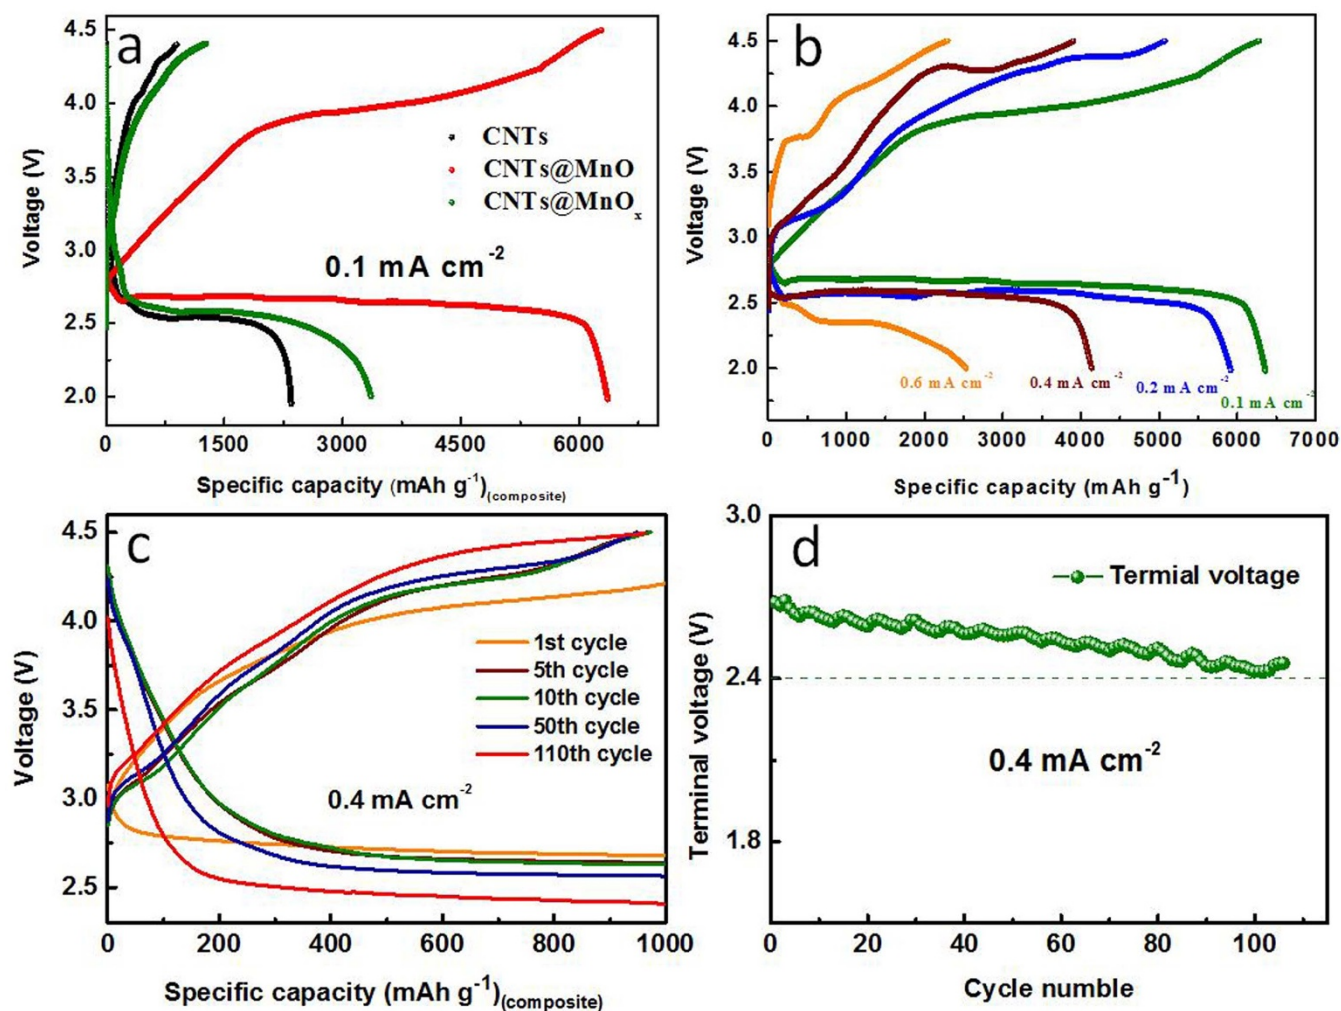 a
4.5
4.0
3.5
3.0
2.5
2.0
Voltage (V)
CNTs
CNTs@MnO
CNTs@MnOx
0.1 mA cm-2
0 1500 3000 4500 6000
Specific capacity (mAh g-1)(composite)
b
4.5
4.0
3.5
3.0
2.5
2.0
Voltage (V)
0.6 mA cm-2
0.4 mA cm-2
0.2 mA cm-2
0.1 mA cm-2
0 1000 2000 3000 4000 5000 6000 7000
Specific capacity (mAh g-1)
c
4.5
4.0
3.5
3.0
2.5
Voltage (V)
1st cycle
5th cycle
10th cycle
50th cycle
110th cycle
0.4 mA cm-2
0 200 400 600 800 1000
Specific capacity (mAh g-1)(composite)
d
3.0
2.4
1.8
Terminal voltage (V)
Termial voltage
0.4 mA cm-2
0 20 40 60 80 100
Cycle numble